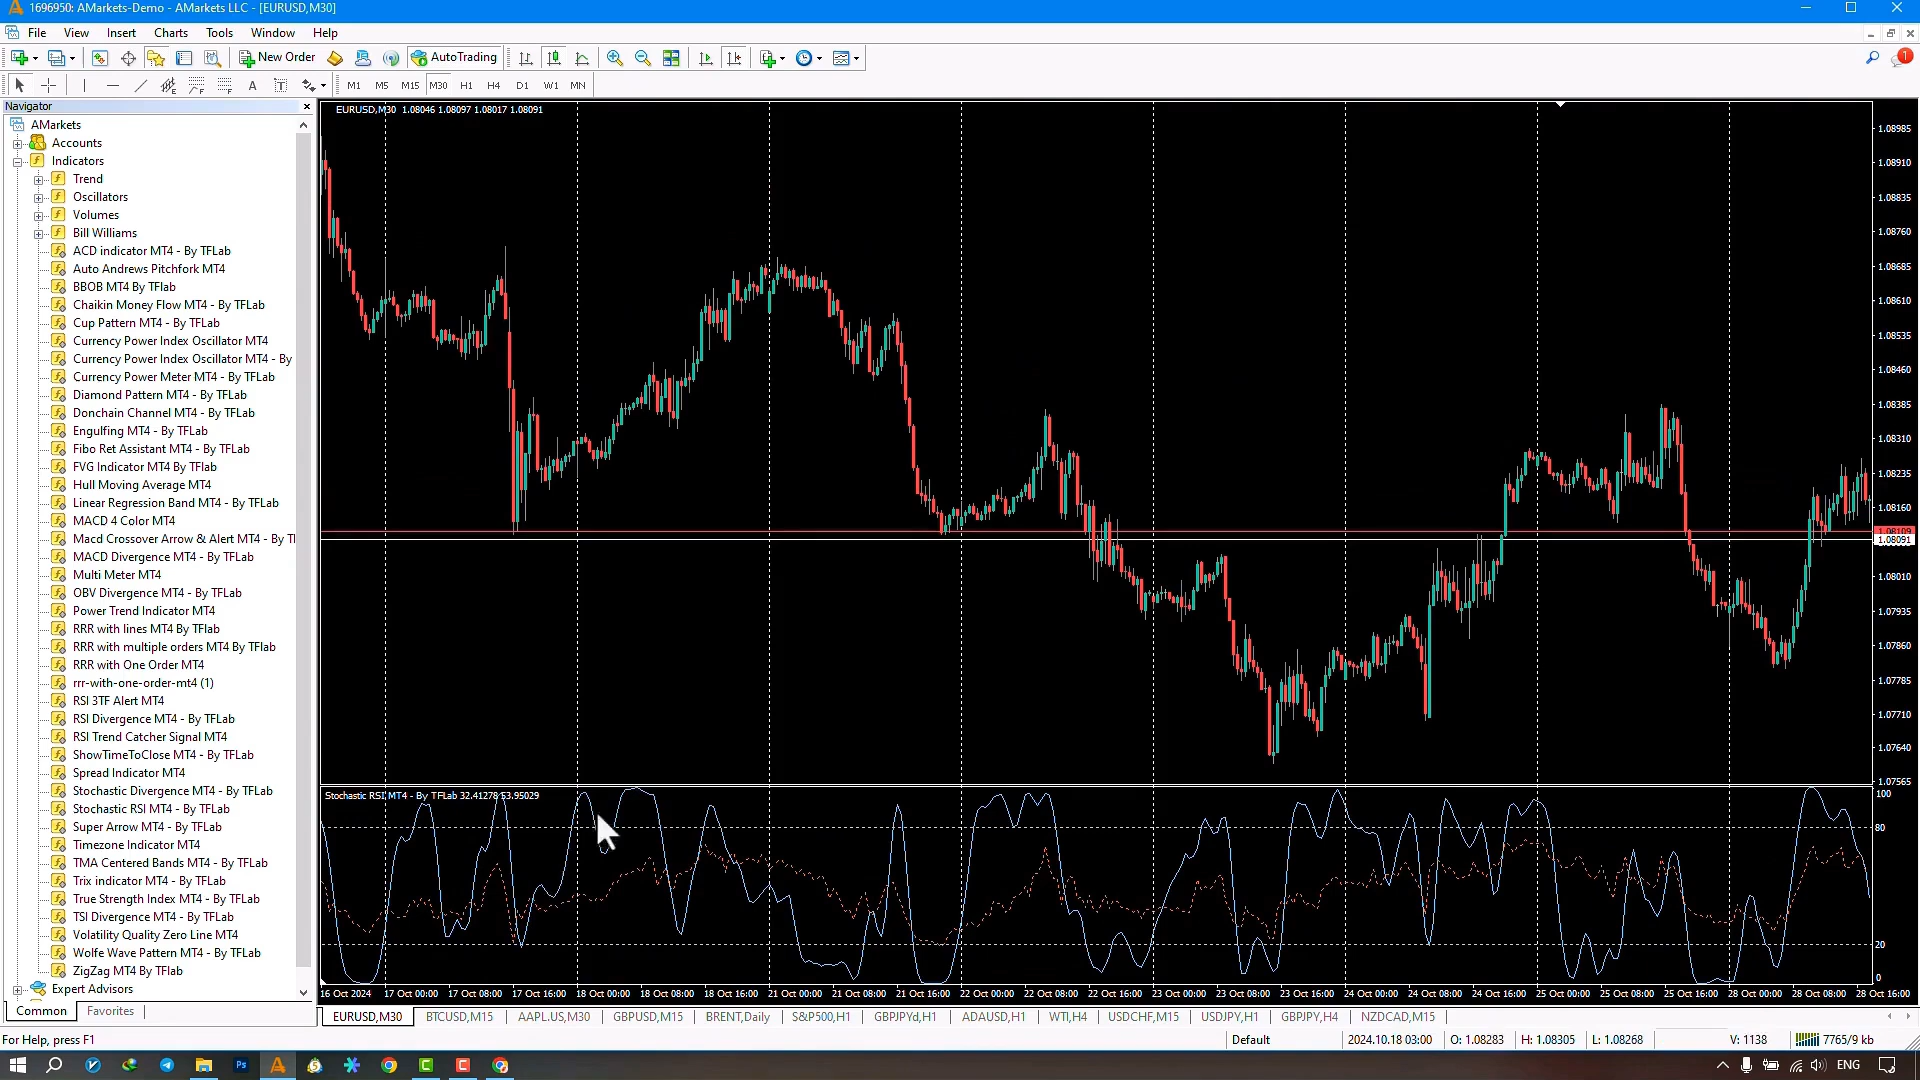 1696950: AMarkets-Demo - AMarkets LLC - [EURUSD,M30]
File View Insert Charts Tools Window Help
New Order AutoTrading 1
A T M1 M5 M15 M30 H1 H4 D1 W1 MN
Navigator
AMarkets
Accounts
Indicators
Trend
Oscillators
Volumes
Bill Williams
ACD indicator MT4 - By TFLab
Auto Andrews Pitchfork MT4
BBOB MT4 By TFlab
Chaikin Money Flow MT4 - By TFLab
Cup Pattern MT4 - By TFLab
Currency Power Index Oscillator MT4
Currency Power Index Oscillator MT4 - By
Currency Power Meter MT4 - By TFLab
Diamond Pattern MT4 - By TFLab
Donchain Channel MT4 - By TFLab
Engulfing MT4 - By TFLab
Fibo Ret Assistant MT4 - By TFLab
FVG Indicator MT4 By TFlab
Hull Moving Average MT4
Linear Regression Band MT4 - By TFLab
MACD 4 Color MT4
Macd Crossover Arrow & Alert MT4 - By Tl
MACD Divergence MT4 - By TFLab
Multi Meter MT4
OBV Divergence MT4 - By TFLab
Power Trend Indicator MT4
RRR with lines MT4 By TFlab
RRR with multiple orders MT4 By TFlab
RRR with One Order MT4
rrr-with-one-order-mt4 (1)
RSI 3TF Alert MT4
RSI Divergence MT4 - By TFLab
RSI Trend Catcher Signal MT4
ShowTimeToClose MT4 - By TFLab
Spread Indicator MT4
Stochastic Divergence MT4 - By TFLab
Stochastic RSI MT4 - By TFLab
Super Arrow MT4 - By TFLab
Timezone Indicator MT4
TMA Centered Bands MT4 - By TFLab
Trix indicator MT4 - By TFLab
True Strength Index MT4 - By TFLab
TSI Divergence MT4 - By TFLab
Volatility Quality Zero Line MT4
Wolfe Wave Pattern MT4 - By TFLab
ZigZag MT4 By TFlab
Expert Advisors
Common Favorites
EURUSD,M30 1.08046 1.08097 1.08017 1.08091
1.08985
1.08910
1.08835
1.08760
1.08685
1.08610
1.08535
1.08460
1.08385
1.08310
1.08235
1.08160
1.08109
1.08091
1.08010
1.07935
1.07860
1.07785
1.07710
1.07640
1.07565
Stochastic RSI MT4 - By TFLab 32.41278 53.95029
100
80
20
0
16 Oct 2024 17 Oct 00:00 17 Oct 08:00 17 Oct 16:00 18 Oct 00:00 18 Oct 08:00 18 Oct 16:00 21 Oct 00:00 21 Oct 08:00 21 Oct 16:00 22 Oct 00:00 22 Oct 08:00 22 Oct 16:00 23 Oct 00:00 23 Oct 08:00 23 Oct 16:00 24 Oct 00:00 24 Oct 08:00 24 Oct 16:00 25 Oct 00:00 25 Oct 08:00 25 Oct 16:00 28 Oct 00:00 28 Oct 08:00 28 Oct 16:00
EURUSD,M30 BTCUSD,M15 AAPL.US,M30 GBPUSD,M15 BRENT,Daily S&P500,H1 GBPJPYd,H1 ADAUSD,H1 WTI,H4 USDCHF,M15 USDJPY,H1 GBPJPY,H4 NZDCAD,M15
For Help, press F1 Default 2024.10.18 03:00 O: 1.08283 H: 1.08305 L: 1.08268 V: 1138 7765/9 kb
Ps C C ENG